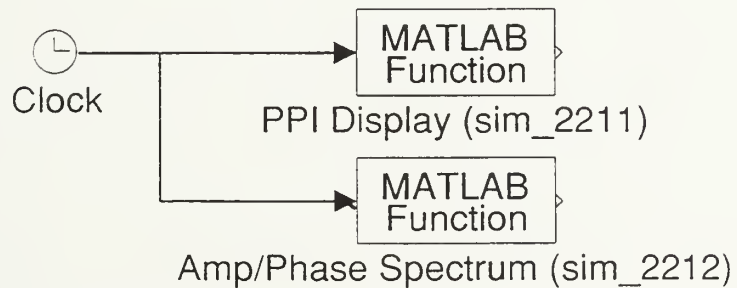 MATLAB
Function
Clock
PPI Display (sim_2211)
MATLAB
Function
Amp/Phase Spectrum (sim_2212)